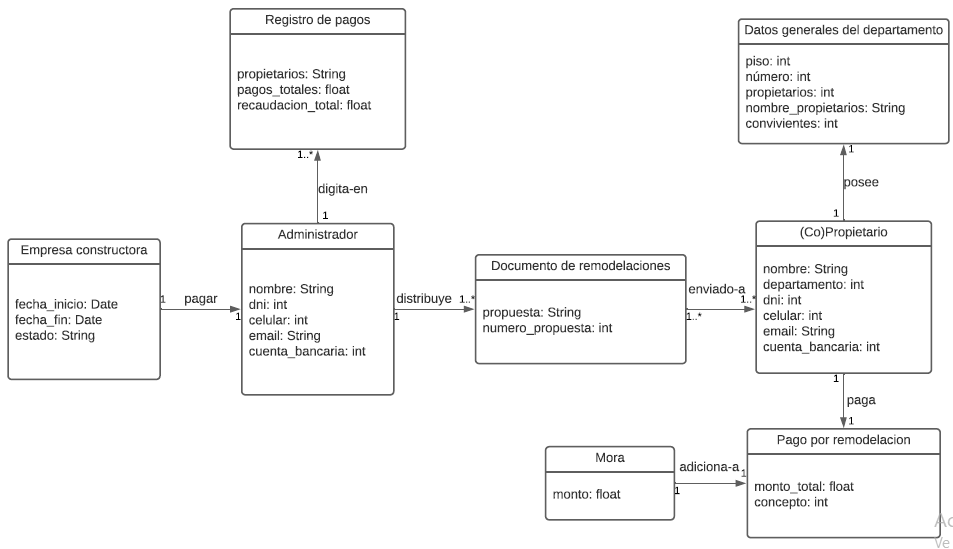 Registro de pagos
propietarios: String
pagos_totales: float
recaudacion_total: float
1..*
digita-en
1
Datos generales del departamento
piso: int
número: int
propietarios: int
nombre_propietarios: String
convivientes: int
1
posee
1
Empresa constructora
fecha_inicio: Date
fecha_fin: Date
estado: String
1
pagar
1
Administrador
nombre: String
dni: int
celular: int
email: String
cuenta_bancaria: int
distribuye
1
1..*
Documento de remodelaciones
propuesta: String
numero_propuesta: int
enviado-a
1..*
1..*
(Co)Propietario
nombre: String
departamento: int
dni: int
celular: int
email: String
cuenta_bancaria: int
1
paga
1
Mora
monto: float
adiciona-a
1
1
Pago por remodelacion
monto_total: float
concepto: int